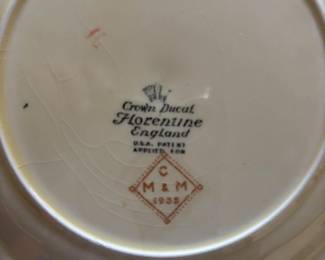 Crown Ducal
Florentine
England
U.S.A. PATENT
APPLIED FOR
C
M & M
1935